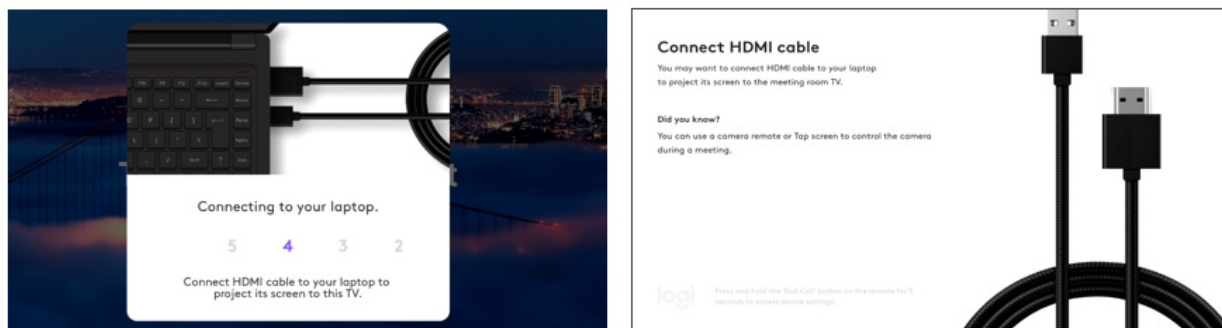 Connecting to your laptop.
5 4 3 2
Connect HDMI cable to your laptop to
project its screen to this TV.
Connect HDMI cable
You may want to connect HDMI cable to your laptop
to project its screen to the meeting room TV.
Did you know?
You can use a camera remote or Tap screen to control the camera
during a meeting.
logi
Press and hold the 'End Call' button on the remote for 5
seconds to access device settings.